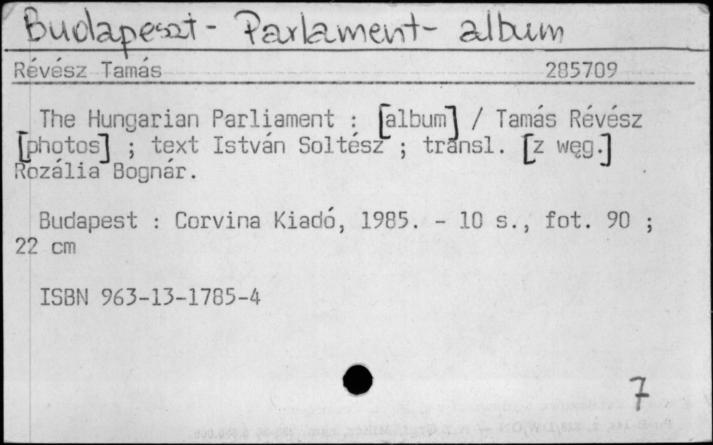 Budapeszt - Parlament - album
Révész Tamás 285709
The Hungarian Parliament : [album] / Tamás Révész
[photos] ; text István Soltész ; transl. [z węg.]
Rozália Bognár.
Budapest : Corvina Kiadó, 1985. - 10 s., fot. 90 ;
22 cm
ISBN 963-13-1785-4
7